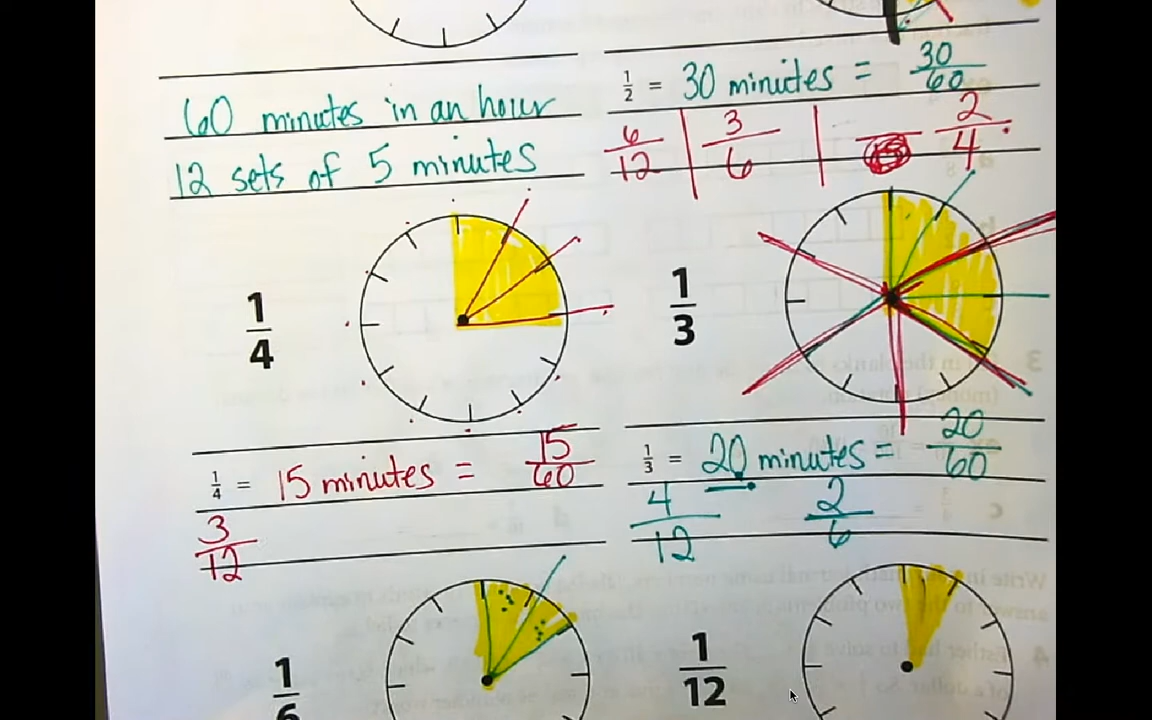 60 minutes in an hour
12 sets of 5 minutes
1/2 = 30 minutes = 30/60
6/12 | 3/6 | 2/4
1/4
1/3
1/4 = 15 minutes = 15/60
3/12
1/3 = 20 minutes = 20/60
4/12 2/6
1/6
1/12